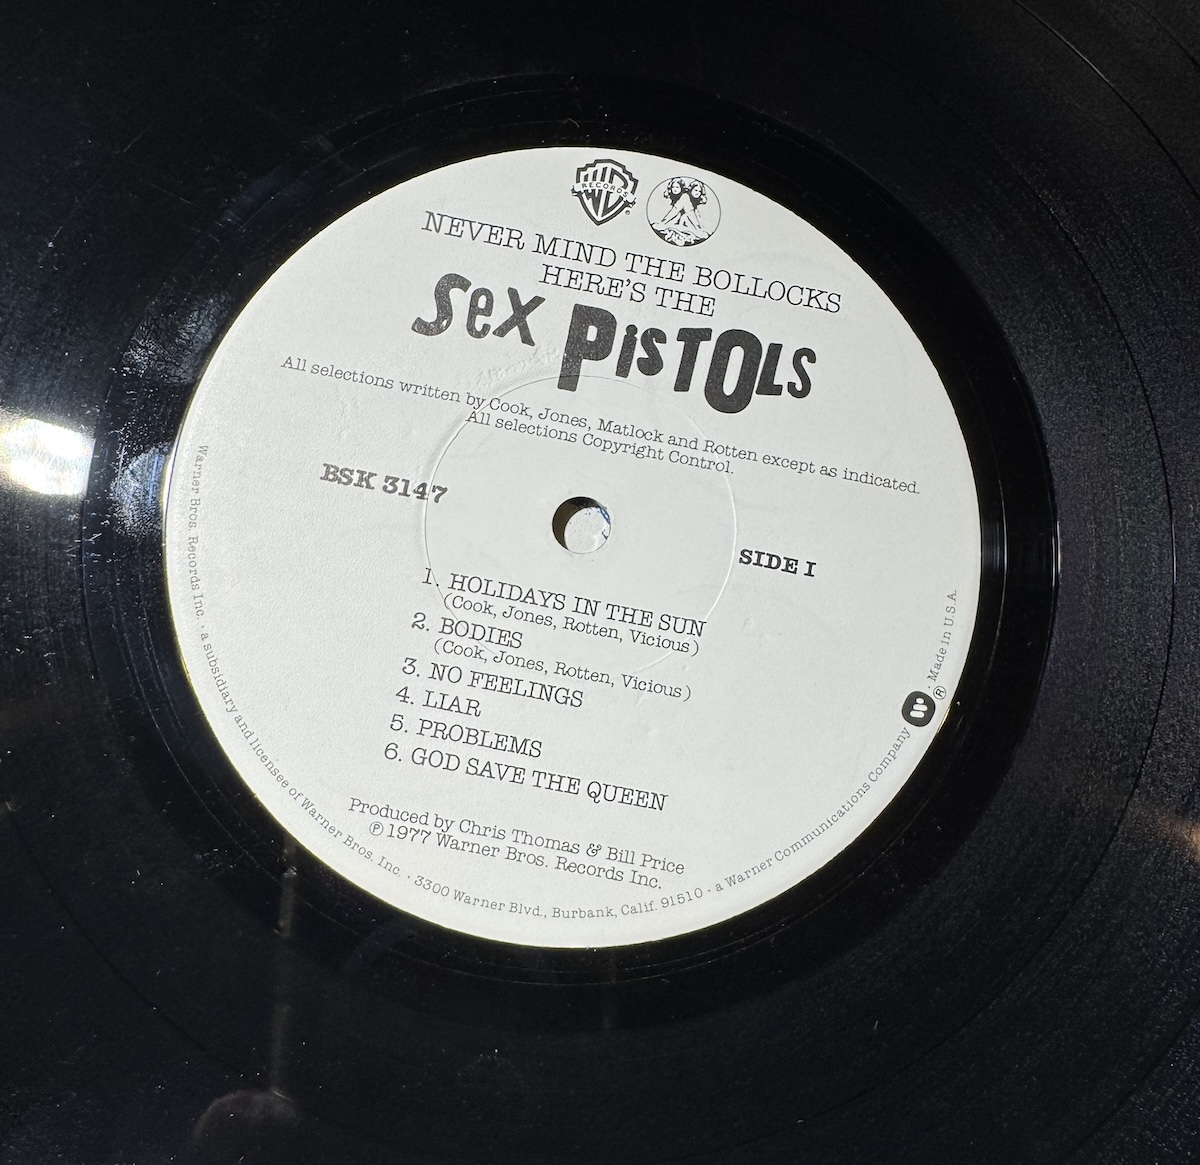 WB
RECORDS
®
NEVER MIND THE BOLLOCKS
HERE'S THE
Sex PiSTOLS
All selections written by Cook, Jones, Matlock and Rotten except as indicated.
All selections Copyright Control.
BSK 3147
SIDE I
1. HOLIDAYS IN THE SUN
(Cook, Jones, Rotten, Vicious)
2. BODIES
(Cook, Jones, Rotten, Vicious)
3. NO FEELINGS
4. LIAR
5. PROBLEMS
6. GOD SAVE THE QUEEN
Produced by Chris Thomas & Bill Price
℗ 1977 Warner Bros. Records Inc.
Warner Bros. Records Inc. · a subsidiary and licensee of Warner Bros. Inc. · 3300 Warner Blvd., Burbank, Calif. 91510 · a Warner Communications Company ® · Made in U.S.A.